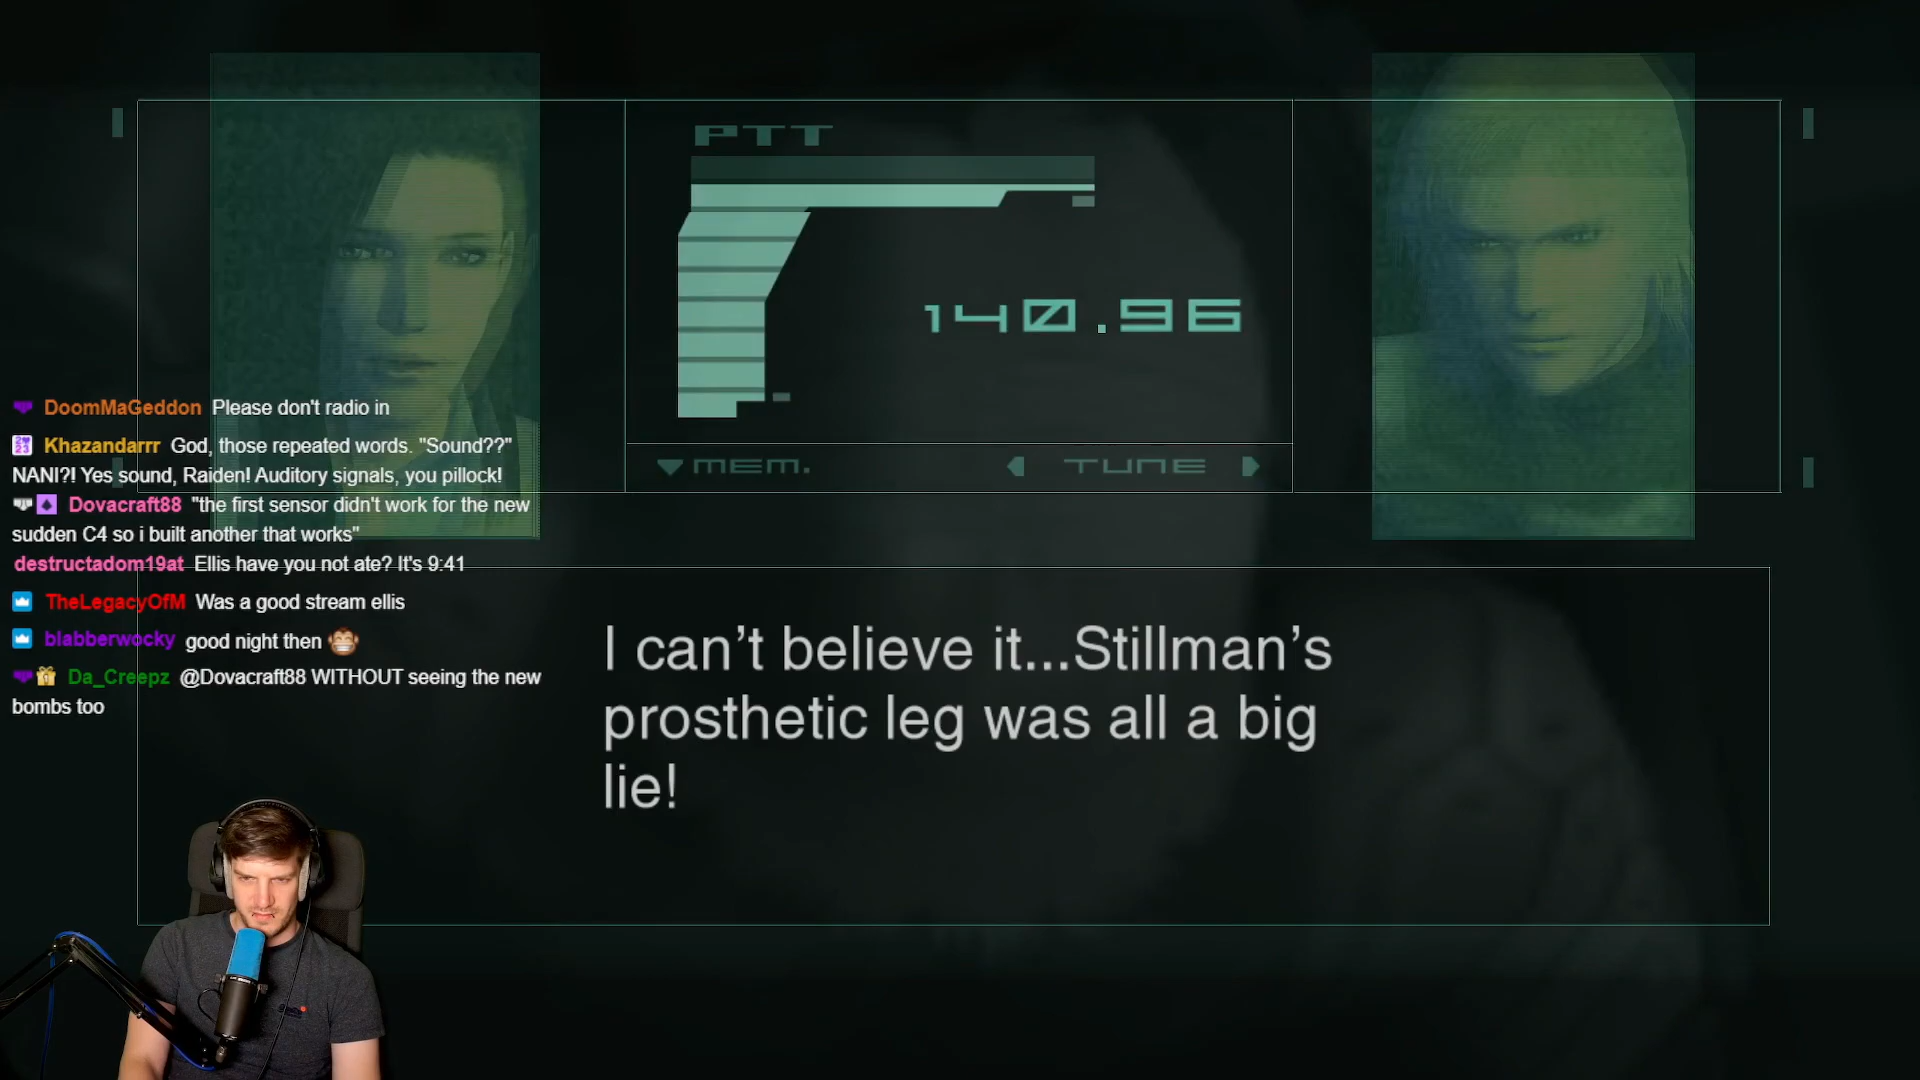 PTT
140.96
MEM.
TUNE
DoomMaGeddon Please don't radio in
Khazandarrr God, those repeated words. "Sound??"
NANI?! Yes sound, Raiden! Auditory signals, you pillock!
Dovacraft88 "the first sensor didn't work for the new
sudden C4 so i built another that works"
destructadom19at Ellis have you not ate? It's 9:41
TheLegacyOfM Was a good stream ellis
blabberwocky good night then
Da_Creepz @Dovacraft88 WITHOUT seeing the new
bombs too
I can't believe it...Stillman's
prosthetic leg was all a big
lie!